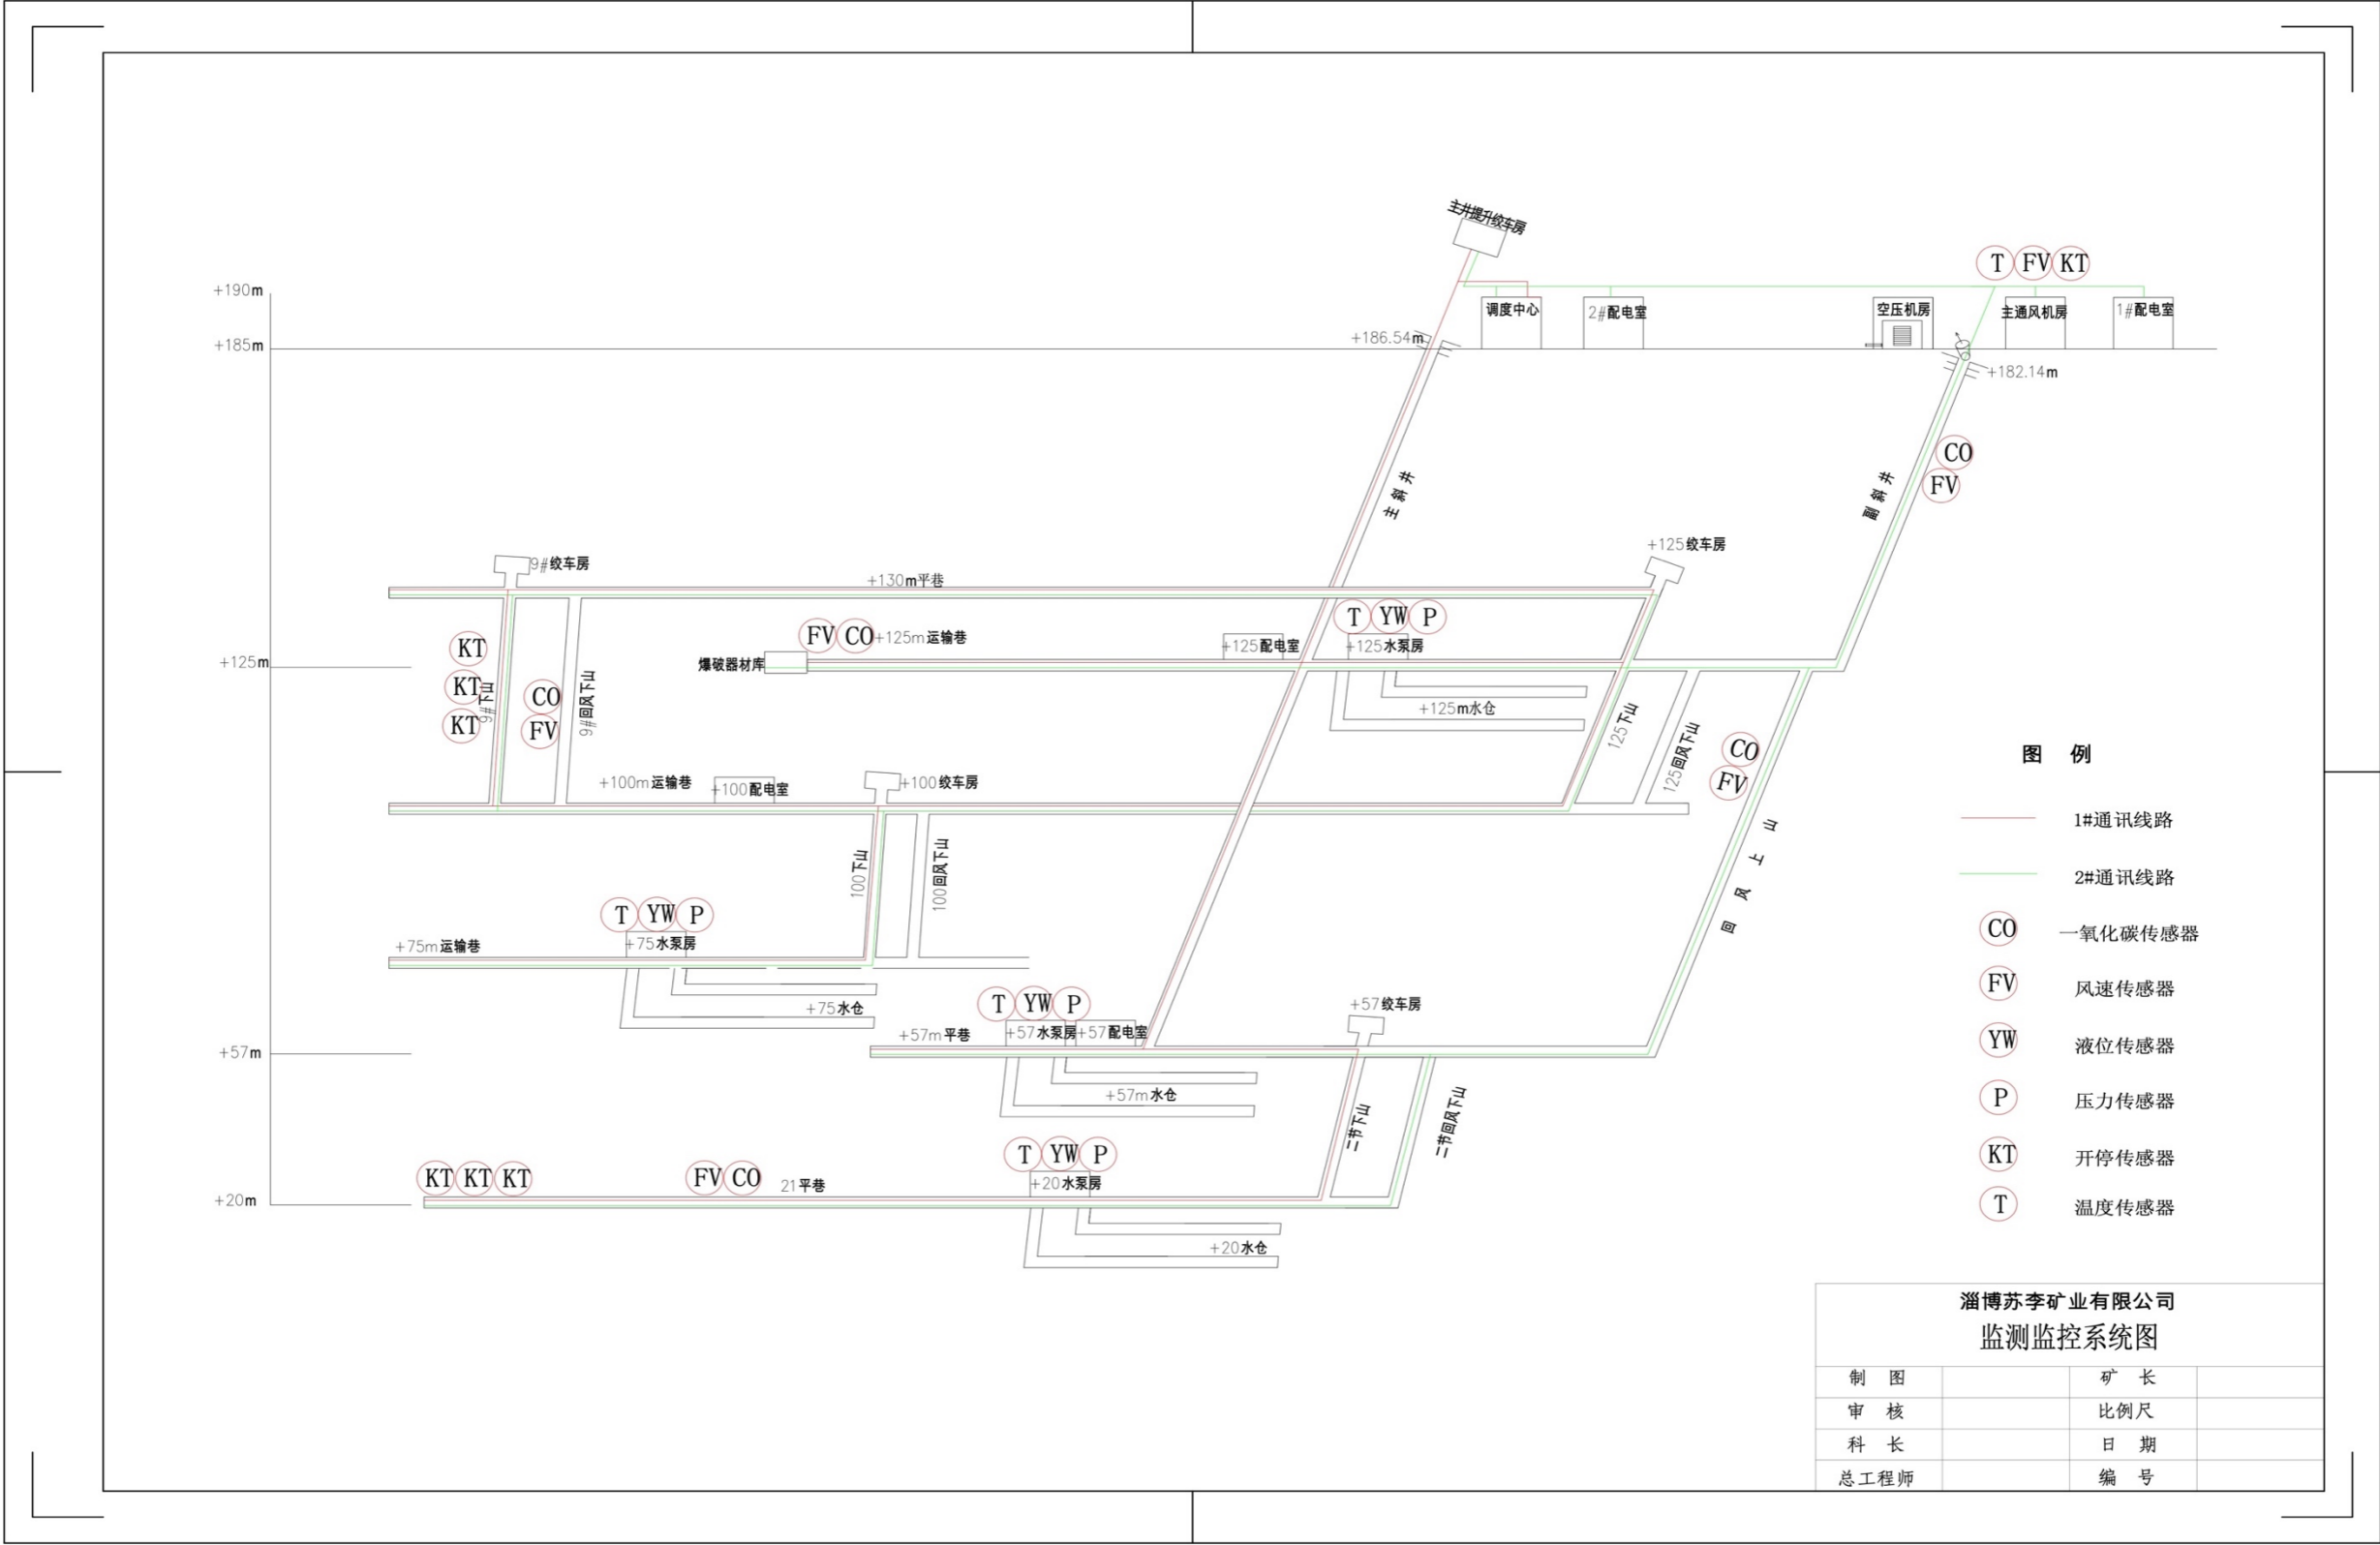 主井提升绞车房
T FV KT
+190m
调度中心
2#配电室
空压机房
主通风机房
1#配电室
+186.54m
+185m
+182.14m
CO
FV
主斜井
副斜井
+125绞车房
9#绞车房
+130m平巷
T YW P
FV CO +125m运输巷
+125配电室
+125水泵房
+125m
爆破器材库
KT
KT
KT
9#下山
CO
FV
9#回风下山
+125m水仓
125下山
125回风下山
CO
FV
回风上山
+100m运输巷
+100配电室
+100绞车房
100下山
100回风下山
T YW P
+75m运输巷
+75水泵房
+75水仓
T YW P
+57绞车房
+57m平巷
+57水泵房
+57配电室
+57m
+57m水仓
二节下山
二节回风下山
T YW P
KT KT KT
FV CO
21平巷
+20水泵房
+20m
+20水仓
图 例
1#通讯线路
2#通讯线路
CO 一氧化碳传感器
FV 风速传感器
YW 液位传感器
P 压力传感器
KT 开停传感器
T 温度传感器
淄博苏李矿业有限公司
监测监控系统图
制 图 矿 长
审 核 比例尺
科 长 日 期
总工程师 编 号